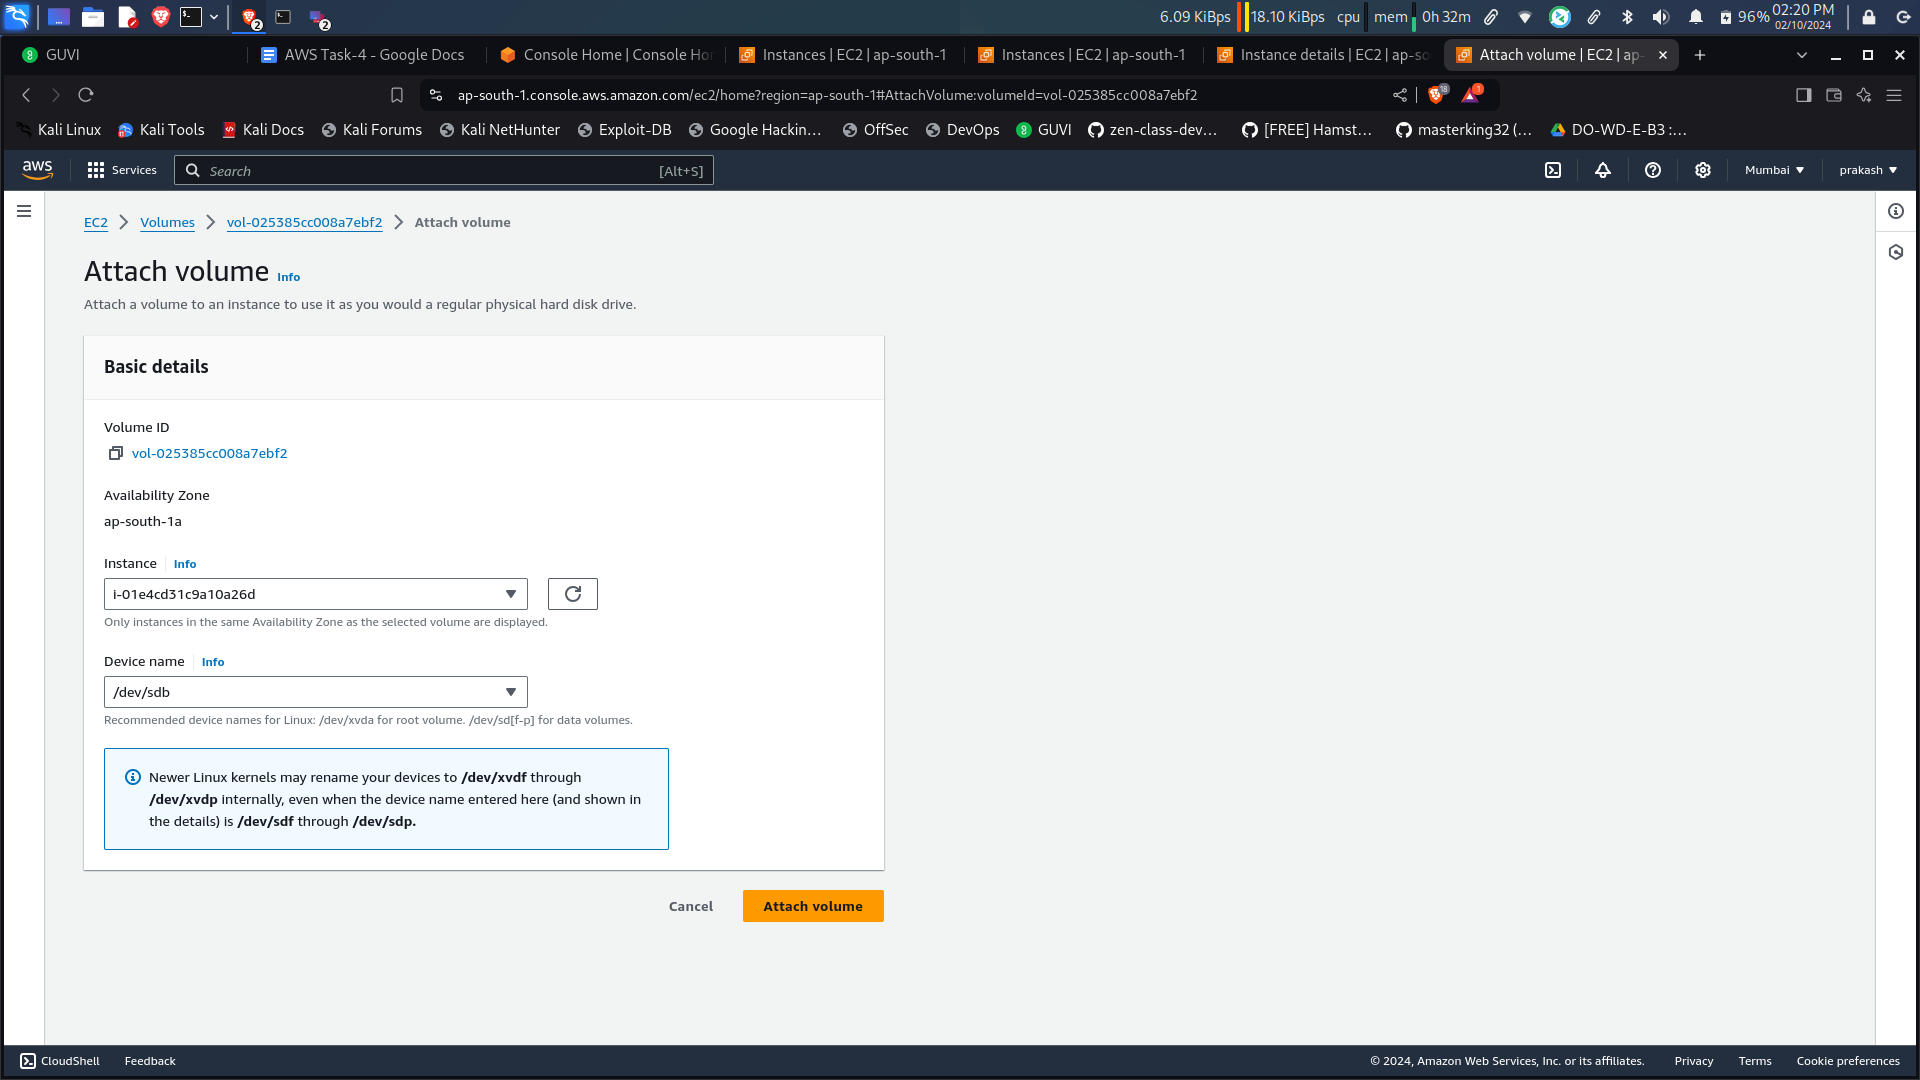 6.09 KiBps 18.10 KiBps cpu mem 0h 32m 96% 02:20 PM
02/10/2024
2 2
GUVI AWS Task-4 - Google Docs Console Home | Console Hor Instances | EC2 | ap-south-1 Instances | EC2 | ap-south-1 Instance details | EC2 | ap-so Attach volume | EC2 | ap-
ap-south-1.console.aws.amazon.com/ec2/home?region=ap-south-1#AttachVolume:volumeId=vol-025385cc008a7ebf2 18 1
Kali Linux Kali Tools Kali Docs Kali Forums Kali NetHunter Exploit-DB Google Hackin... OffSec DevOps GUVI zen-class-dev... [FREE] Hamst... masterking32 (... DO-WD-E-B3 :...
aws Services Search [Alt+S] Mumbai prakash
EC2 Volumes vol-025385cc008a7ebf2 Attach volume
Attach volume Info
Attach a volume to an instance to use it as you would a regular physical hard disk drive.
Basic details
Volume ID
vol-025385cc008a7ebf2
Availability Zone
ap-south-1a
Instance Info
i-01e4cd31c9a10a26d
Only instances in the same Availability Zone as the selected volume are displayed.
Device name Info
/dev/sdb
Recommended device names for Linux: /dev/xvda for root volume. /dev/sd[f-p] for data volumes.
Newer Linux kernels may rename your devices to /dev/xvdf through
/dev/xvdp internally, even when the device name entered here (and shown in
the details) is /dev/sdf through /dev/sdp.
Cancel Attach volume
CloudShell Feedback © 2024, Amazon Web Services, Inc. or its affiliates. Privacy Terms Cookie preferences